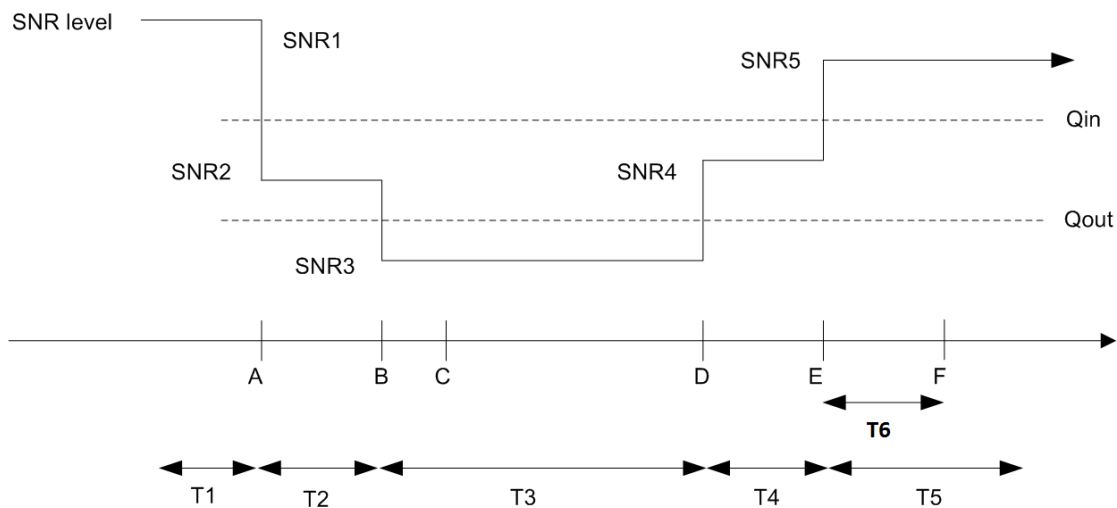 SNR level
SNR1
SNR5
Qin
SNR2
SNR4
Qout
SNR3
A
B
C
D
E
F
T6
T1
T2
T3
T4
T5